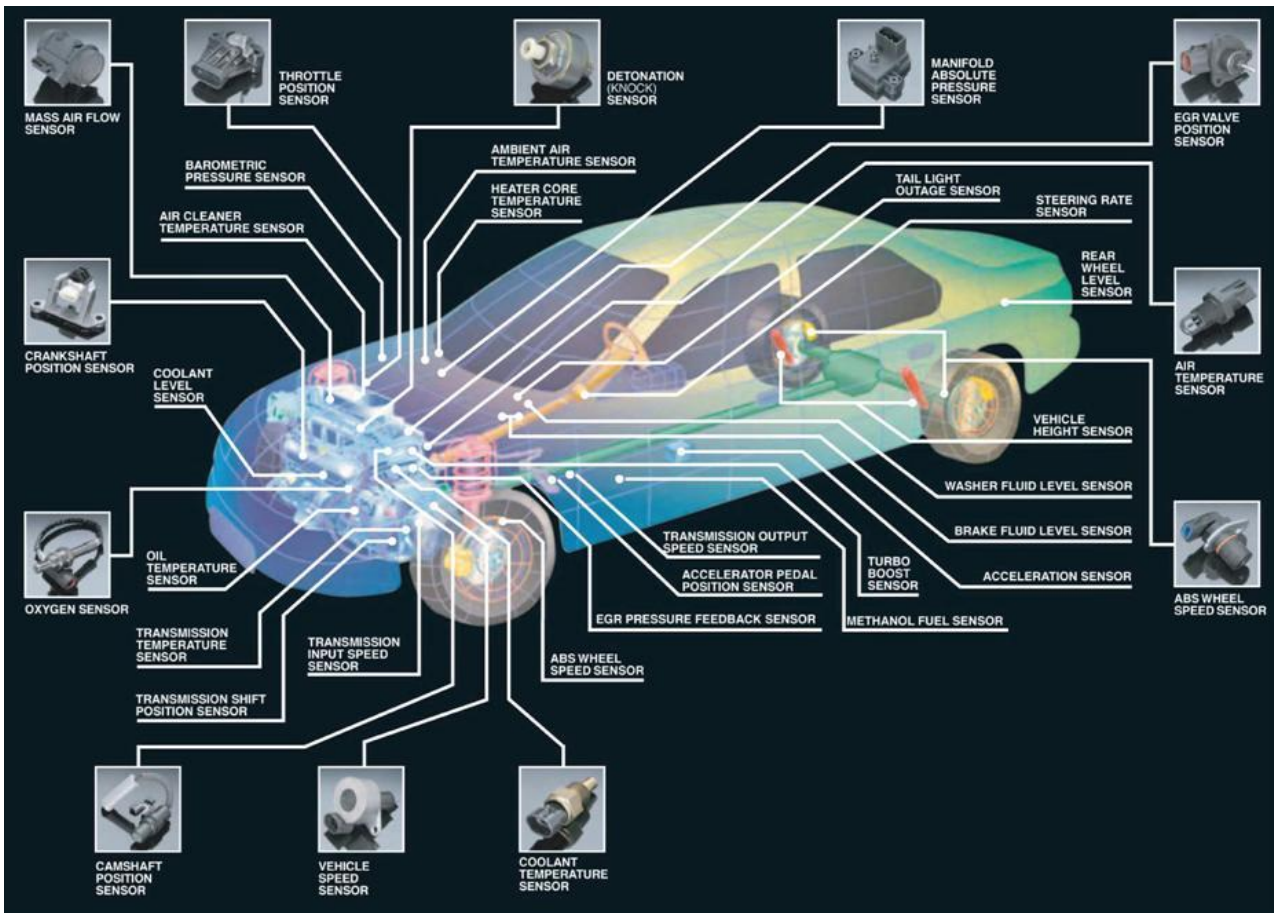 THROTTLE
POSITION
SENSOR
DETONATION
(KNOCK)
SENSOR
MANIFOLD
ABSOLUTE
PRESSURE
SENSOR
MASS AIR FLOW
SENSOR
EGR VALVE
POSITION
SENSOR
BAROMETRIC
PRESSURE SENSOR
AMBIENT AIR
TEMPERATURE SENSOR
HEATER CORE
TEMPERATURE
SENSOR
TAIL LIGHT
OUTAGE SENSOR
STEERING RATE
SENSOR
AIR CLEANER
TEMPERATURE SENSOR
REAR
WHEEL
LEVEL
SENSOR
CRANKSHAFT
POSITION SENSOR
COOLANT
LEVEL
SENSOR
AIR
TEMPERATURE
SENSOR
VEHICLE
HEIGHT SENSOR
WASHER FLUID LEVEL SENSOR
BRAKE FLUID LEVEL SENSOR
ACCELERATION SENSOR
ABS WHEEL
SPEED SENSOR
OIL
TEMPERATURE
SENSOR
OXYGEN SENSOR
TRANSMISSION OUTPUT
SPEED SENSOR
ACCELERATOR PEDAL
POSITION SENSOR
TURBO
BOOST
SENSOR
EGR PRESSURE FEEDBACK SENSOR
METHANOL FUEL SENSOR
TRANSMISSION
TEMPERATURE
SENSOR
TRANSMISSION
INPUT SPEED
SENSOR
ABS WHEEL
SPEED SENSOR
TRANSMISSION SHIFT
POSITION SENSOR
CAMSHAFT
POSITION
SENSOR
VEHICLE
SPEED
SENSOR
COOLANT
TEMPERATURE
SENSOR